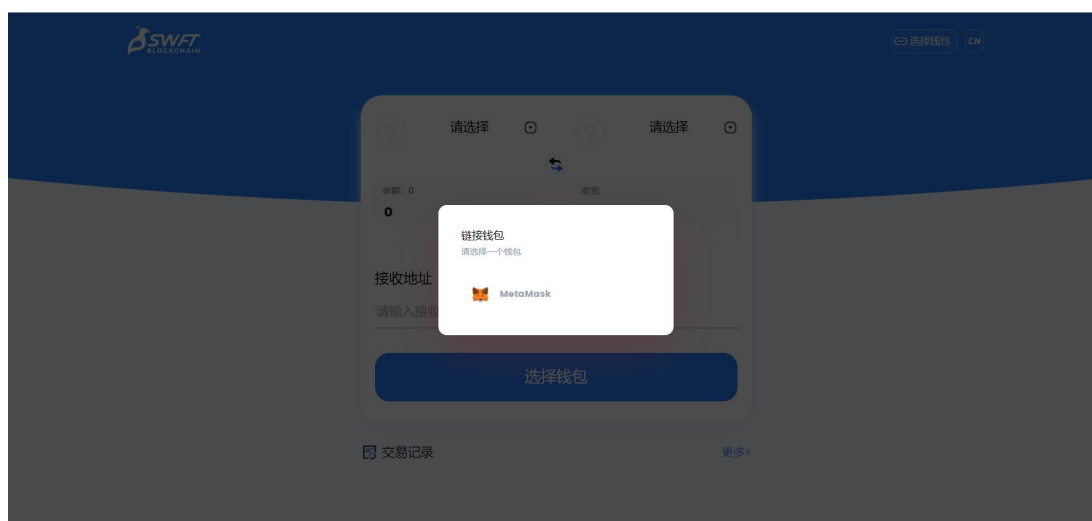 SWFT
BLOCKCHAIN
选择钱包
CN
请选择
请选择
余额: 0
收到
0
链接钱包
请选择一个钱包
MetaMask
接收地址
请输入接收
选择钱包
交易记录
更多>